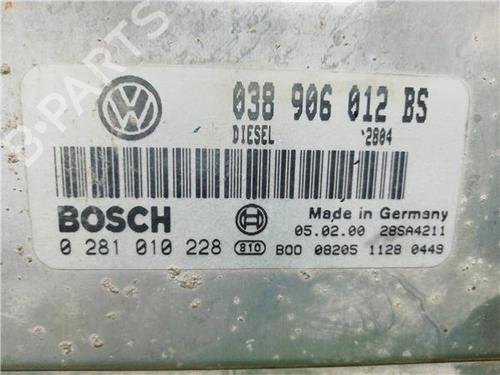 B-PARTS
VW
038 906 012 BS
DIESEL '2804
BOSCH
Made in Germany
05.02.00 28SA4211
0 281 010 228 810 B00 08205 1128 0449